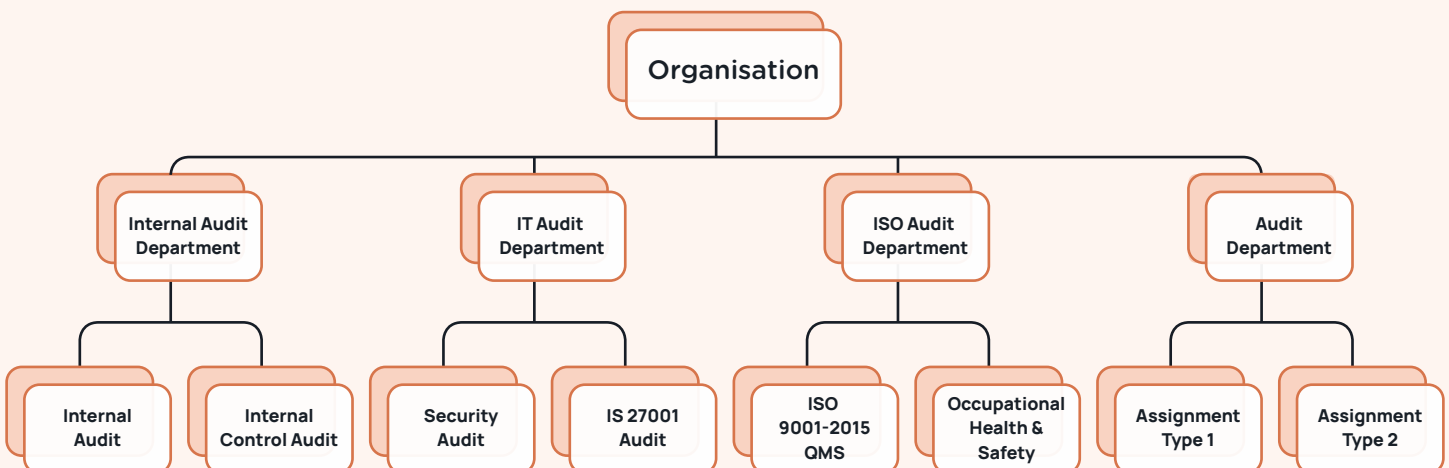 Organisation
Internal Audit
Department
IT Audit
Department
ISO Audit
Department
Audit
Department
Internal
Audit
Internal
Control Audit
Security
Audit
IS 27001
Audit
ISO
9001-2015
QMS
Occupational
Health &
Safety
Assignment
Type 1
Assignment
Type 2